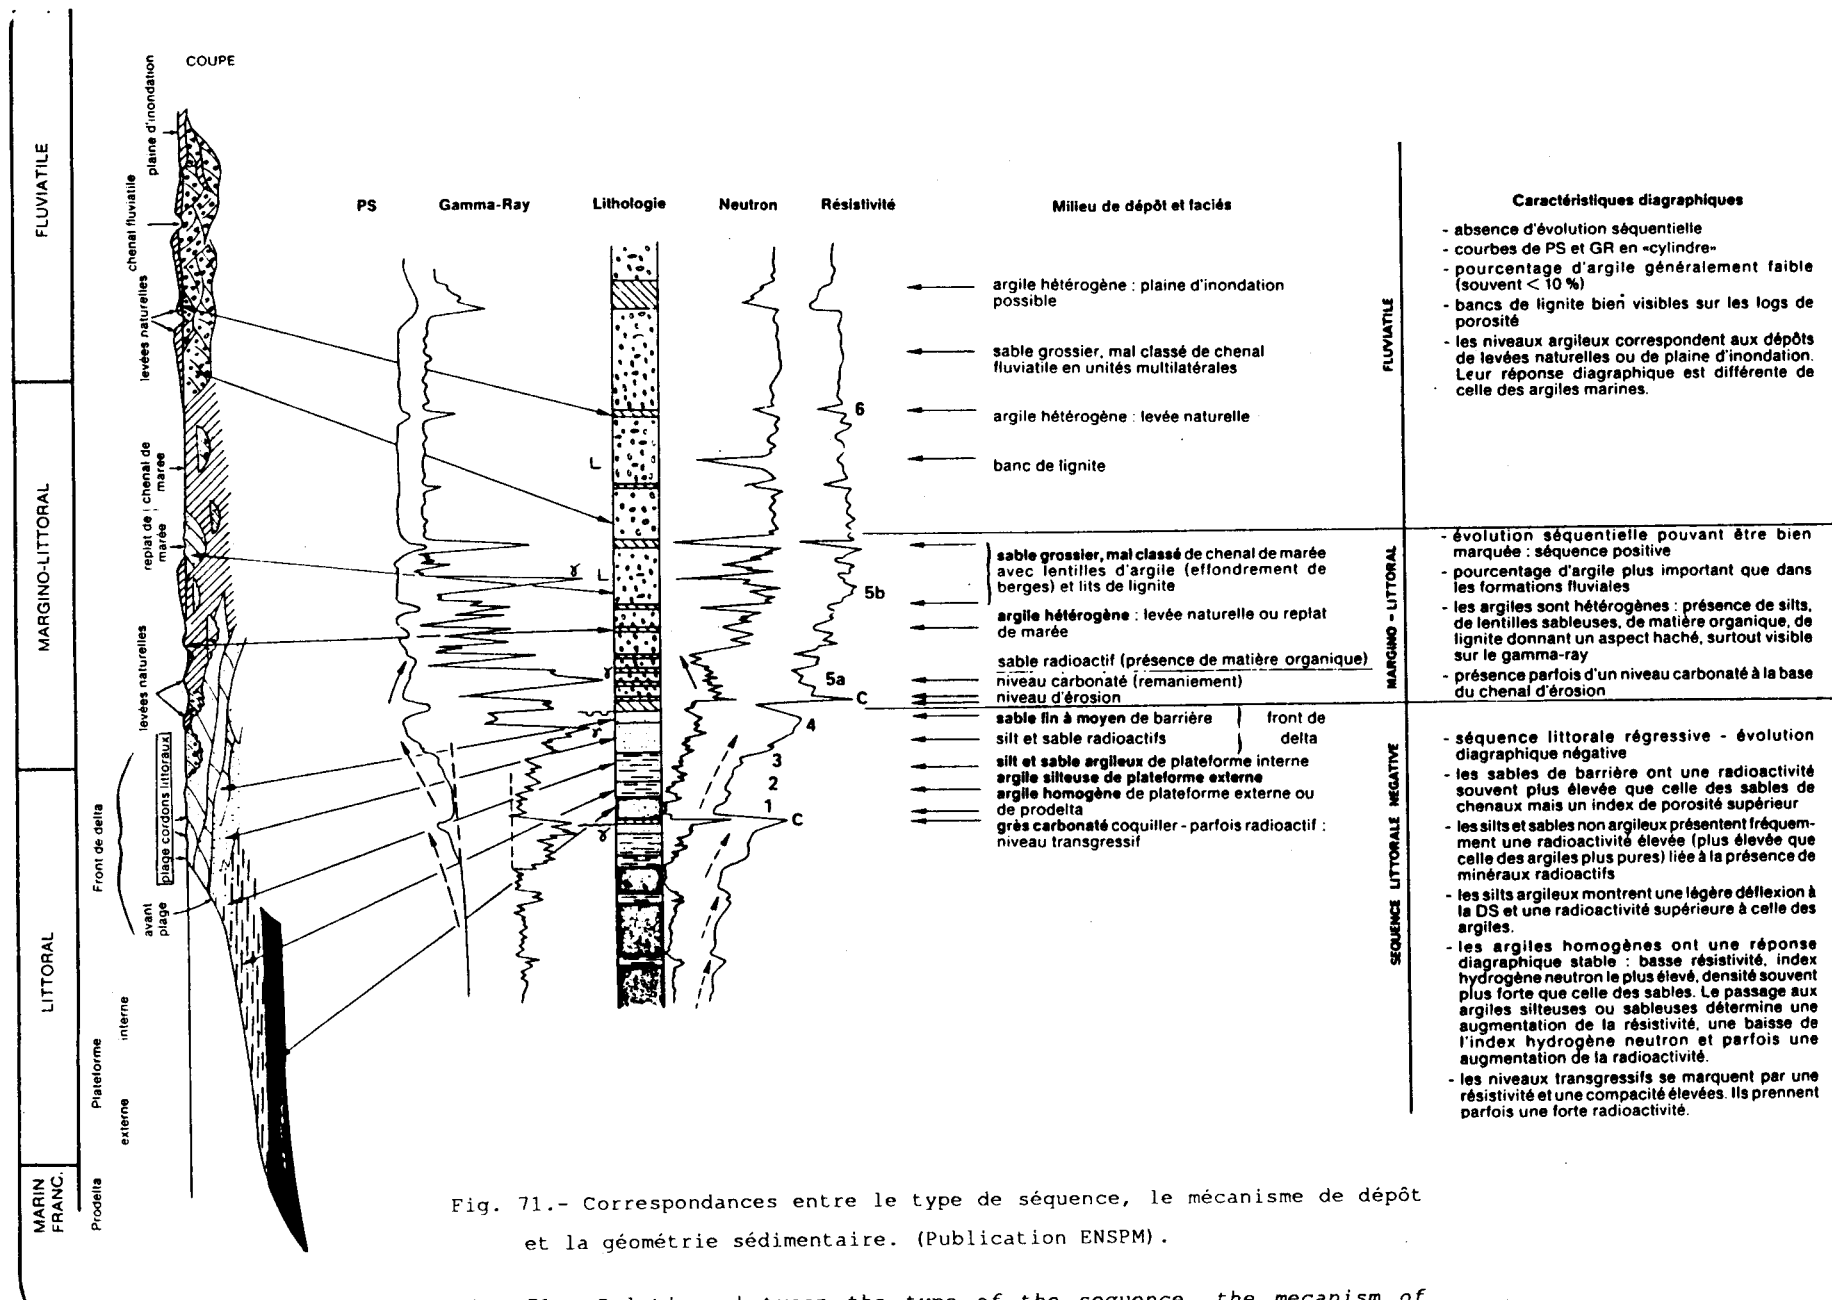 COUPE
FLUVIATILE
MARGINO-LITTORAL
LITTORAL
MARIN
FRANC.
plaine d'inondation
chenal fluviatile
levées naturelles
chenal de
marée
replat de
marée
levées naturelles
plage cordons littoraux
Front de delta
avant
plage
interne
Plateforme
externe
Prodelta
PS
Gamma-Ray
Lithologie
Neutron
Résistivité
L
γ
L
γ
γ
γ
6
5b
5a
C
4
3
2
1
C
Milieu de dépôt et faciés
argile hétérogène : plaine d'inondation
possible
sable grossier, mal classé de chenal
fluviatile en unités multilatérales
argile hétérogène : levée naturelle
banc de lignite
sable grossier, mal classé de chenal de marée
avec lentilles d'argile (effondrement de
berges) et lits de lignite
argile hétérogène : levée naturelle ou replat
de marée
sable radioactif (présence de matière organique)
niveau carbonaté (remaniement)
niveau d'érosion
sable fin à moyen de barrière
front de
silt et sable radioactifs
delta
silt et sable argileux de plateforme interne
argile silteuse de plateforme externe
argile homogène de plateforme externe ou
de prodelta
grès carbonaté coquiller - parfois radioactif :
niveau transgressif
FLUVIATILE
MARGINO - LITTORAL
SEQUENCE LITTORALE NEGATIVE
Caractéristiques diagraphiques
- absence d'évolution séquentielle
- courbes de PS et GR en «cylindre»
- pourcentage d'argile généralement faible
(souvent < 10 %)
- bancs de lignite bien visibles sur les logs de
porosité
- les niveaux argileux correspondent aux dépôts
de levées naturelles ou de plaine d'inondation.
Leur réponse diagraphique est différente de
celle des argiles marines.
- évolution séquentielle pouvant être bien
marquée : séquence positive
- pourcentage d'argile plus important que dans
les formations fluviales
- les argiles sont hétérogènes : présence de silts,
de lentilles sableuses, de matière organique, de
lignite donnant un aspect haché, surtout visible
sur le gamma-ray
- présence parfois d'un niveau carbonaté à la base
du chenal d'érosion
- séquence littorale régressive - évolution
diagraphique négative
- les sables de barrière ont une radioactivité
souvent plus élevée que celle des sables de
chenaux mais un index de porosité supérieur
- les silts et sables non argileux présentent fréquem-
ment une radioactivité élevée (plus élevée que
celle des argiles plus pures) liée à la présence de
minéraux radioactifs
- les silts argileux montrent une légère déflexion à
la DS et une radioactivité supérieure à celle des
argiles.
- les argiles homogènes ont une réponse
diagraphique stable : basse résistivité, index
hydrogène neutron le plus élevé, densité souvent
plus forte que celle des sables. Le passage aux
argiles silteuses ou sableuses détermine une
augmentation de la résistivité, une baisse de
l'index hydrogène neutron et parfois une
augmentation de la radioactivité.
- les niveaux transgressifs se marquent par une
résistivité et une compacité élevées. Ils prennent
parfois une forte radioactivité.
Fig. 71.- Correspondances entre le type de séquence, le mécanisme de dépôt
et la géométrie sédimentaire. (Publication ENSPM).
the type of the sequence, the mecanism of